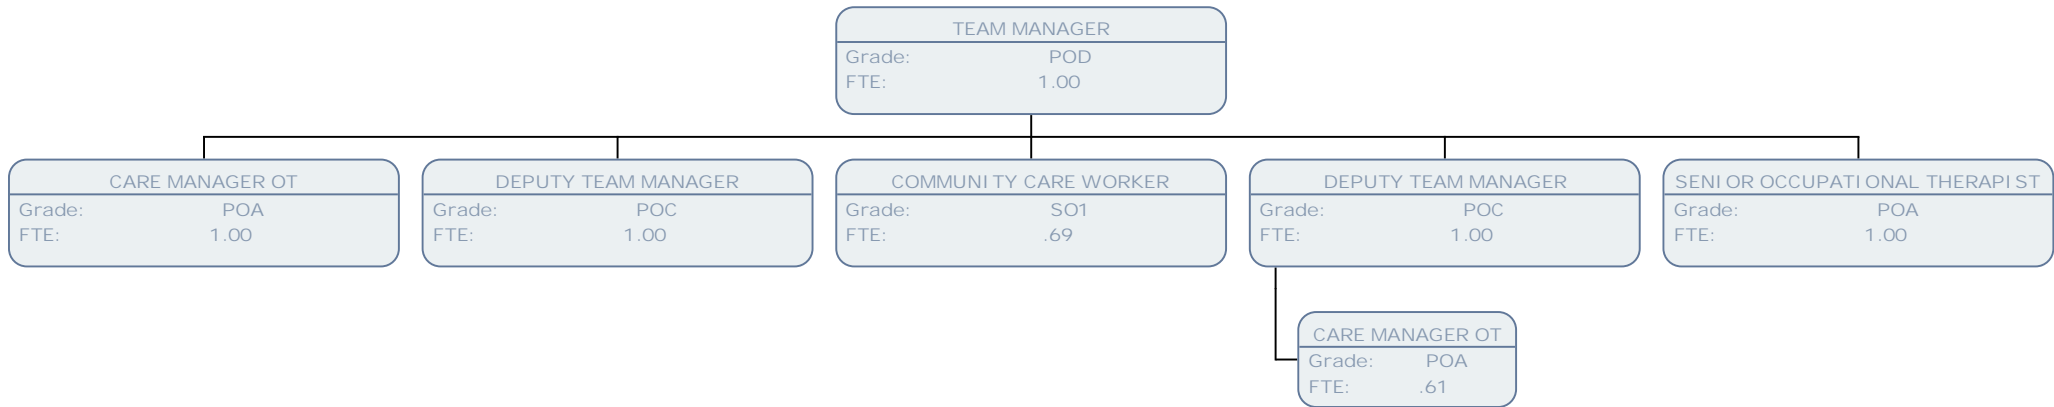 TEAM MANAGER
Grade: POD
FTE: 1.00
CARE MANAGER OT
Grade: POA
FTE: 1.00
DEPUTY TEAM MANAGER
Grade: POC
FTE: 1.00
COMMUNITY CARE WORKER
Grade: SO1
FTE: .69
DEPUTY TEAM MANAGER
Grade: POC
FTE: 1.00
SENIOR OCCUPATIONAL THERAPIST
Grade: POA
FTE: 1.00
CARE MANAGER OT
Grade: POA
FTE: .61